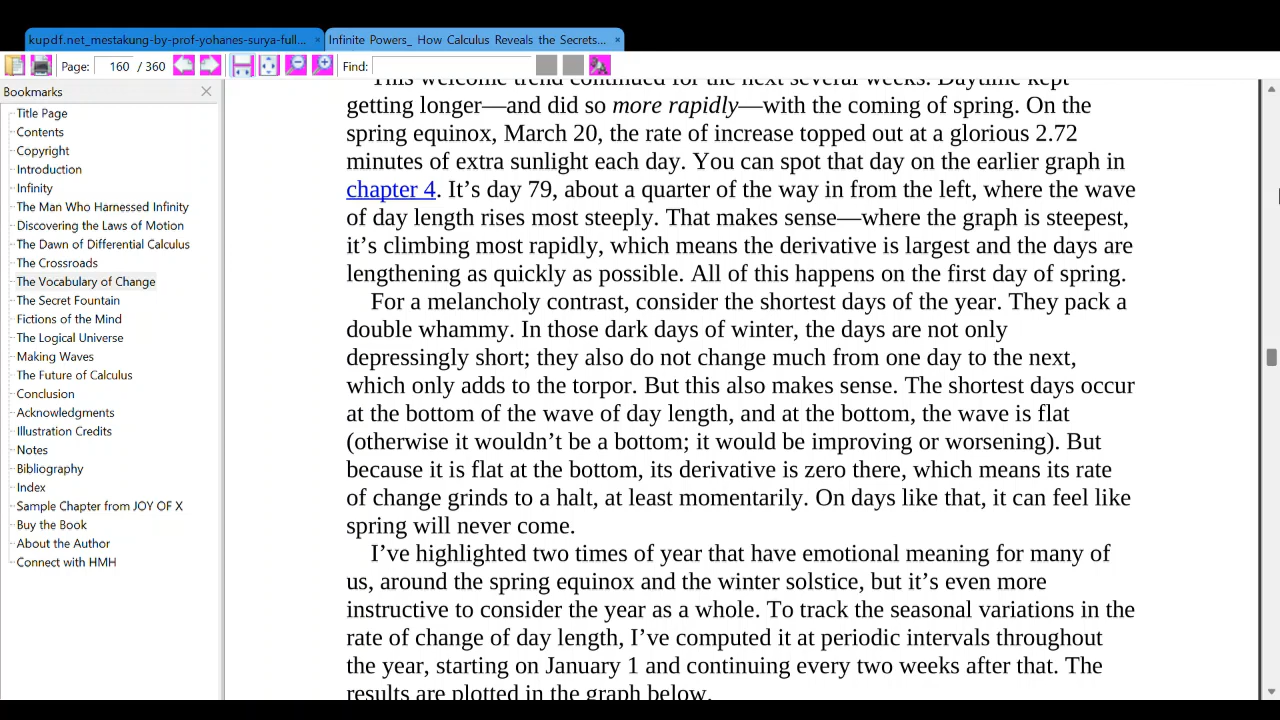 kupdf.net_mestakung-by-prof-yohanes-surya-full... ×
Infinite Powers_ How Calculus Reveals the Secrets... ×
Page: 160 / 360 Find:
Bookmarks
Title Page
Contents
Copyright
Introduction
Infinity
The Man Who Harnessed Infinity
Discovering the Laws of Motion
The Dawn of Differential Calculus
The Crossroads
The Vocabulary of Change
The Secret Fountain
Fictions of the Mind
The Logical Universe
Making Waves
The Future of Calculus
Conclusion
Acknowledgments
Illustration Credits
Notes
Bibliography
Index
Sample Chapter from JOY OF X
Buy the Book
About the Author
Connect with HMH
This welcome trend continued for the next several weeks. Daytime kept
getting longer—and did so more rapidly—with the coming of spring. On the
spring equinox, March 20, the rate of increase topped out at a glorious 2.72
minutes of extra sunlight each day. You can spot that day on the earlier graph in
chapter 4. It’s day 79, about a quarter of the way in from the left, where the wave
of day length rises most steeply. That makes sense—where the graph is steepest,
it’s climbing most rapidly, which means the derivative is largest and the days are
lengthening as quickly as possible. All of this happens on the first day of spring.
For a melancholy contrast, consider the shortest days of the year. They pack a
double whammy. In those dark days of winter, the days are not only
depressingly short; they also do not change much from one day to the next,
which only adds to the torpor. But this also makes sense. The shortest days occur
at the bottom of the wave of day length, and at the bottom, the wave is flat
(otherwise it wouldn’t be a bottom; it would be improving or worsening). But
because it is flat at the bottom, its derivative is zero there, which means its rate
of change grinds to a halt, at least momentarily. On days like that, it can feel like
spring will never come.
I’ve highlighted two times of year that have emotional meaning for many of
us, around the spring equinox and the winter solstice, but it’s even more
instructive to consider the year as a whole. To track the seasonal variations in the
rate of change of day length, I’ve computed it at periodic intervals throughout
the year, starting on January 1 and continuing every two weeks after that. The
results are plotted in the graph below.